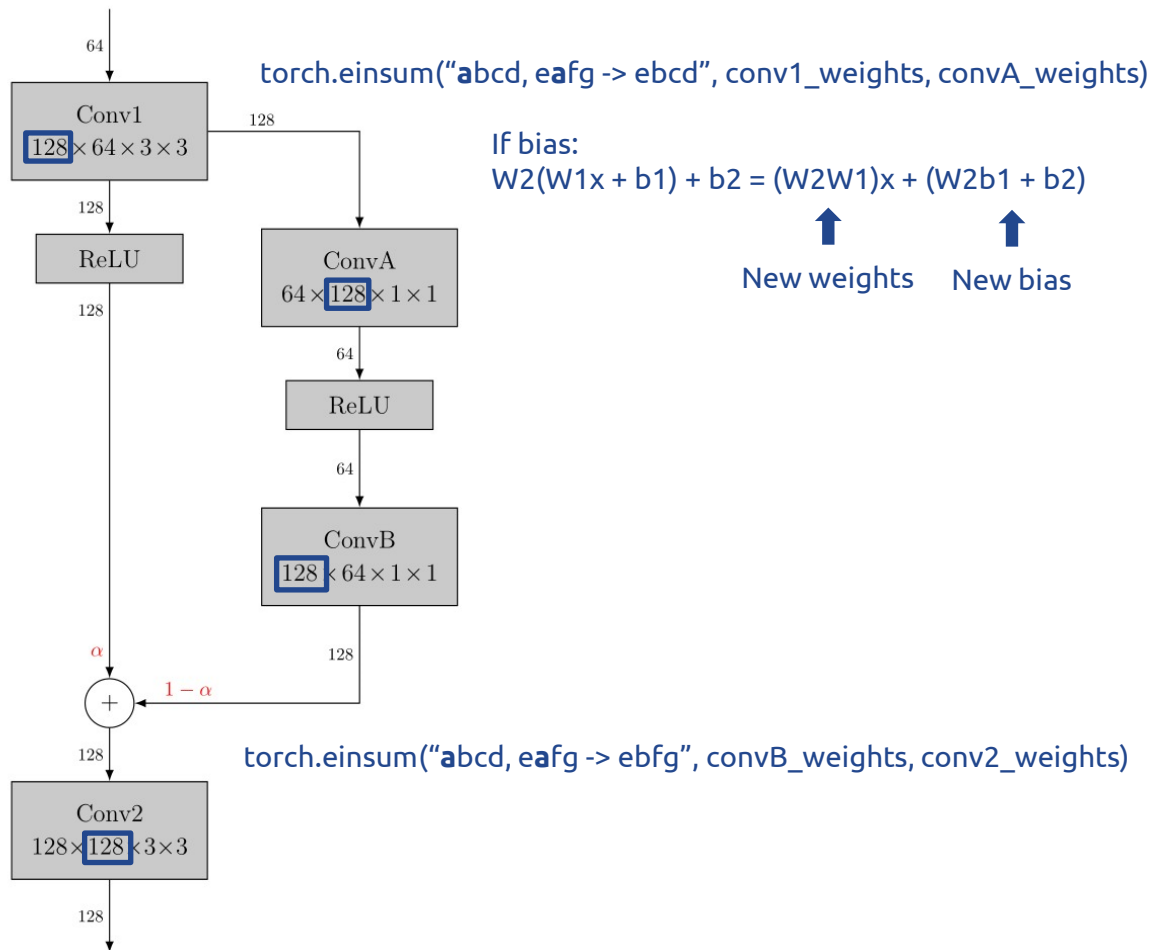 64
torch.einsum(“abcd, eafg -> ebcd”, conv1_weights, convA_weights)
Conv1
128 × 64 × 3 × 3
128
If bias:
W2(W1x + b1) + b2 = (W2W1)x + (W2b1 + b2)
New weights New bias
128
ReLU
128
ConvA
64 × 128 × 1 × 1
64
ReLU
64
ConvB
128 × 64 × 1 × 1
128
α
1 − α
+
128
torch.einsum(“abcd, eafg -> ebfg”, convB_weights, conv2_weights)
Conv2
128 × 128 × 3 × 3
128